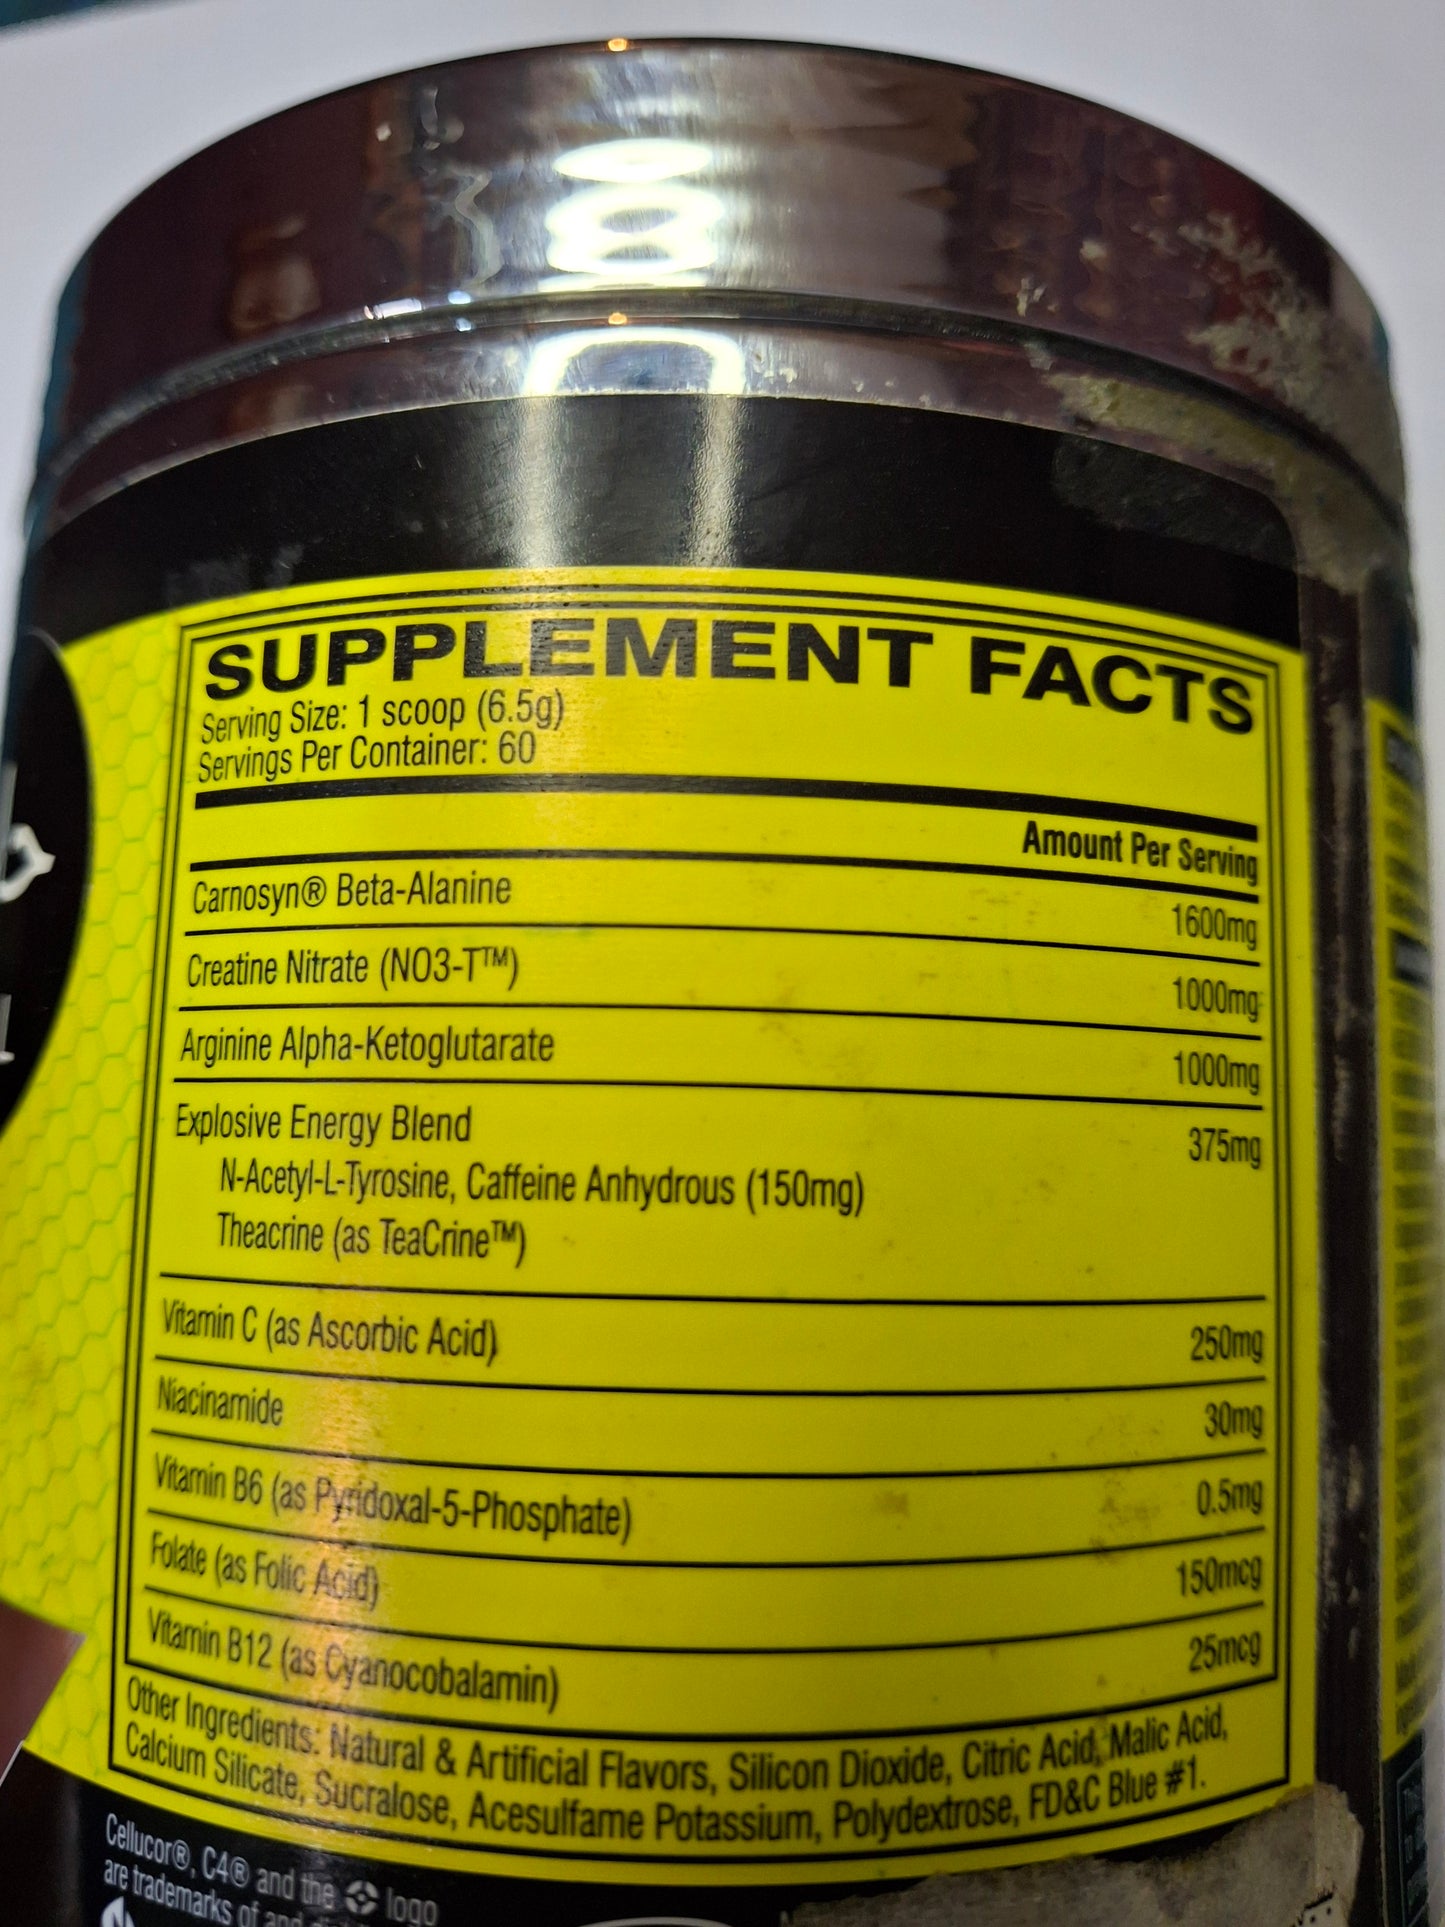 SUPPLEMENT FACTS
Serving Size: 1 scoop (6.5g)
Servings Per Container: 60
Amount Per Serving
Carnosyn® Beta-Alanine 1600mg
Creatine Nitrate (NO3-T™) 1000mg
Arginine Alpha-Ketoglutarate 1000mg
Explosive Energy Blend 375mg
N-Acetyl-L-Tyrosine, Caffeine Anhydrous (150mg)
Theacrine (as TeaCrine™)
Vitamin C (as Ascorbic Acid) 250mg
Niacinamide 30mg
Vitamin B6 (as Pyridoxal-5-Phosphate) 0.5mg
Folate (as Folic Acid) 150mcg
Vitamin B12 (as Cyanocobalamin) 25mcg
Other Ingredients: Natural & Artificial Flavors, Silicon Dioxide, Citric Acid, Malic Acid,
Calcium Silicate, Sucralose, Acesulfame Potassium, Polydextrose, FD&C Blue #1.
Cellucor®, C4® and the logo
are trademarks of and